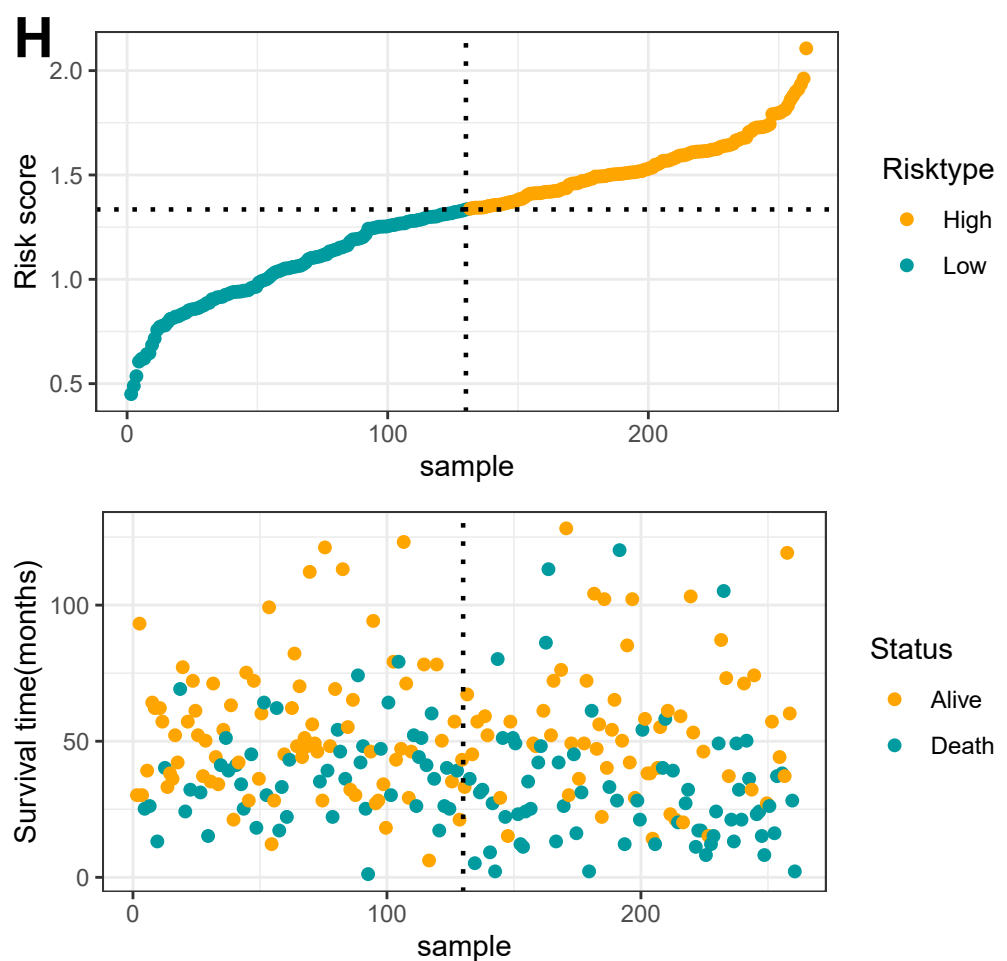 H
Risk score
2.0
1.5
1.0
0.5
0 100 200
sample
Risktype
High
Low
Survival time(months)
100
50
0
0 100 200
sample
Status
Alive
Death